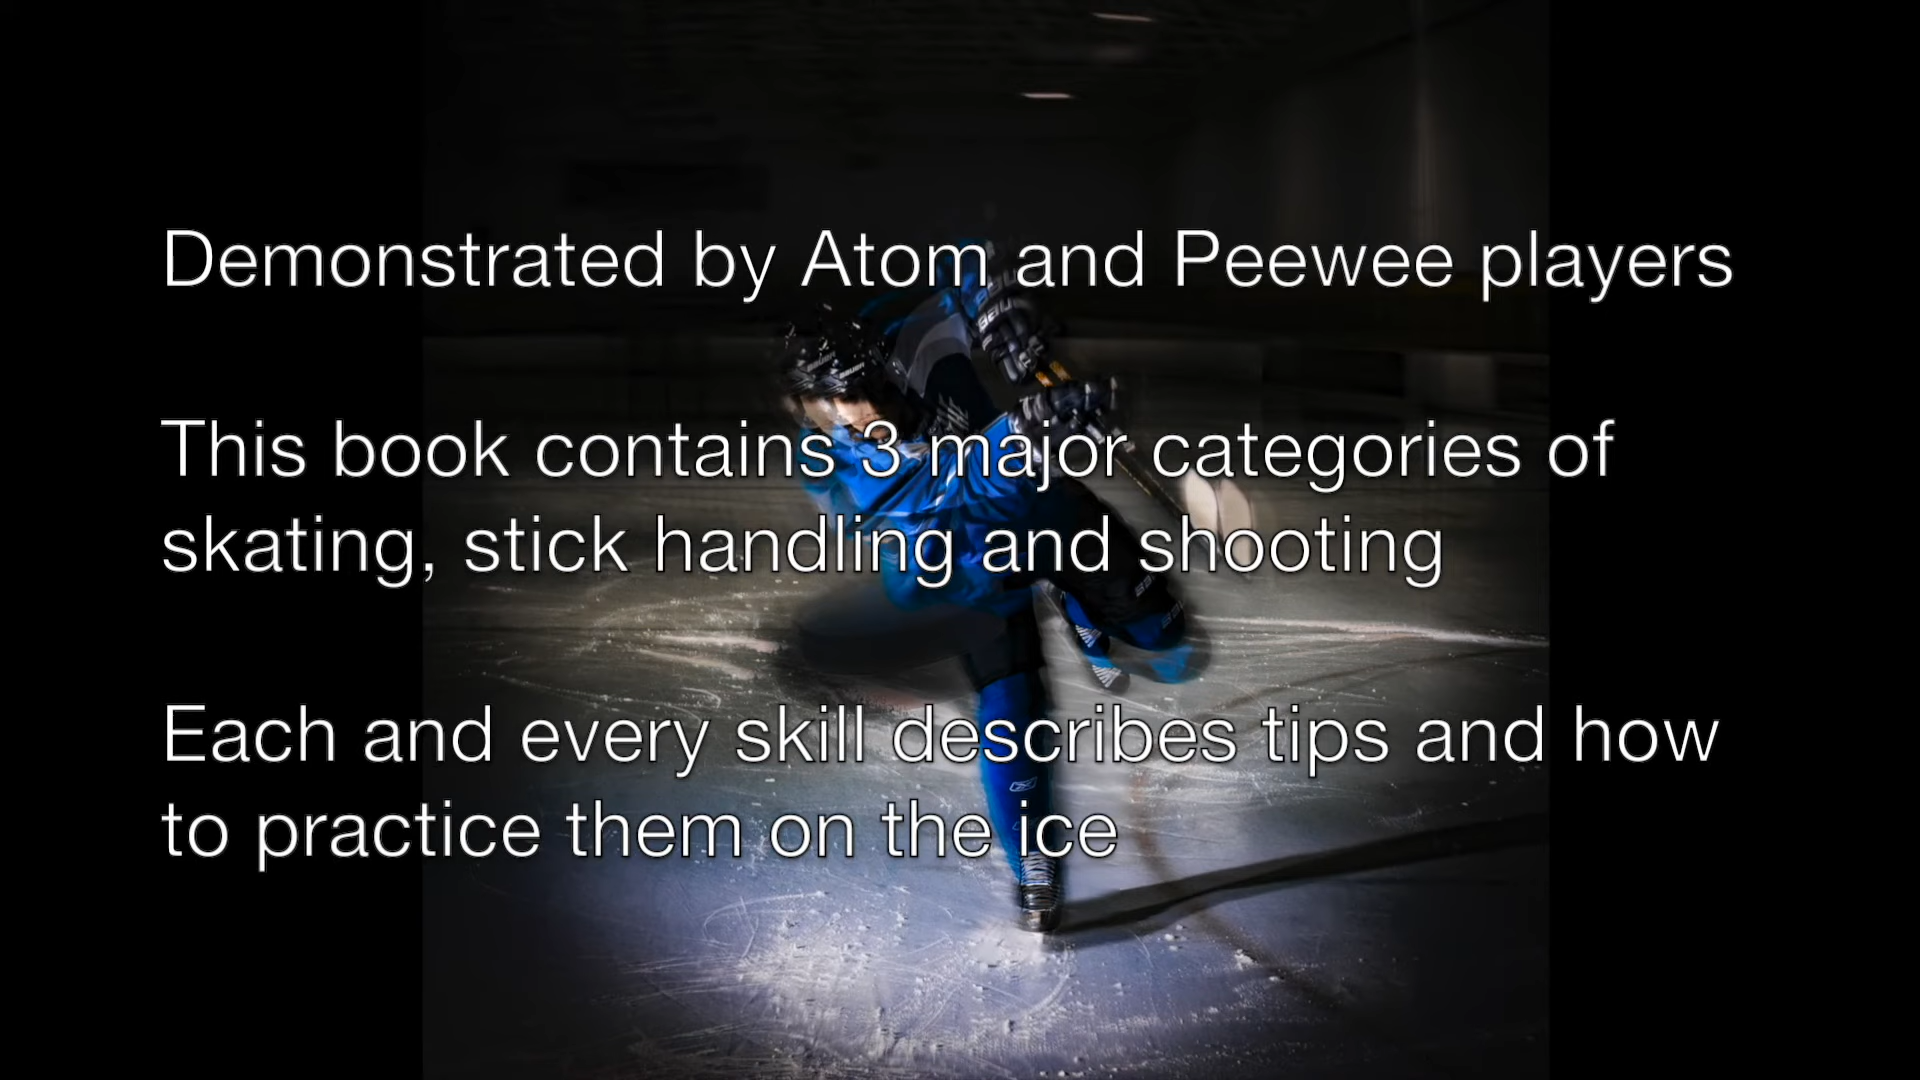 Demonstrated by Atom and Peewee players
This book contains 3 major categories of
skating, stick handling and shooting
Each and every skill describes tips and how
to practice them on the ice